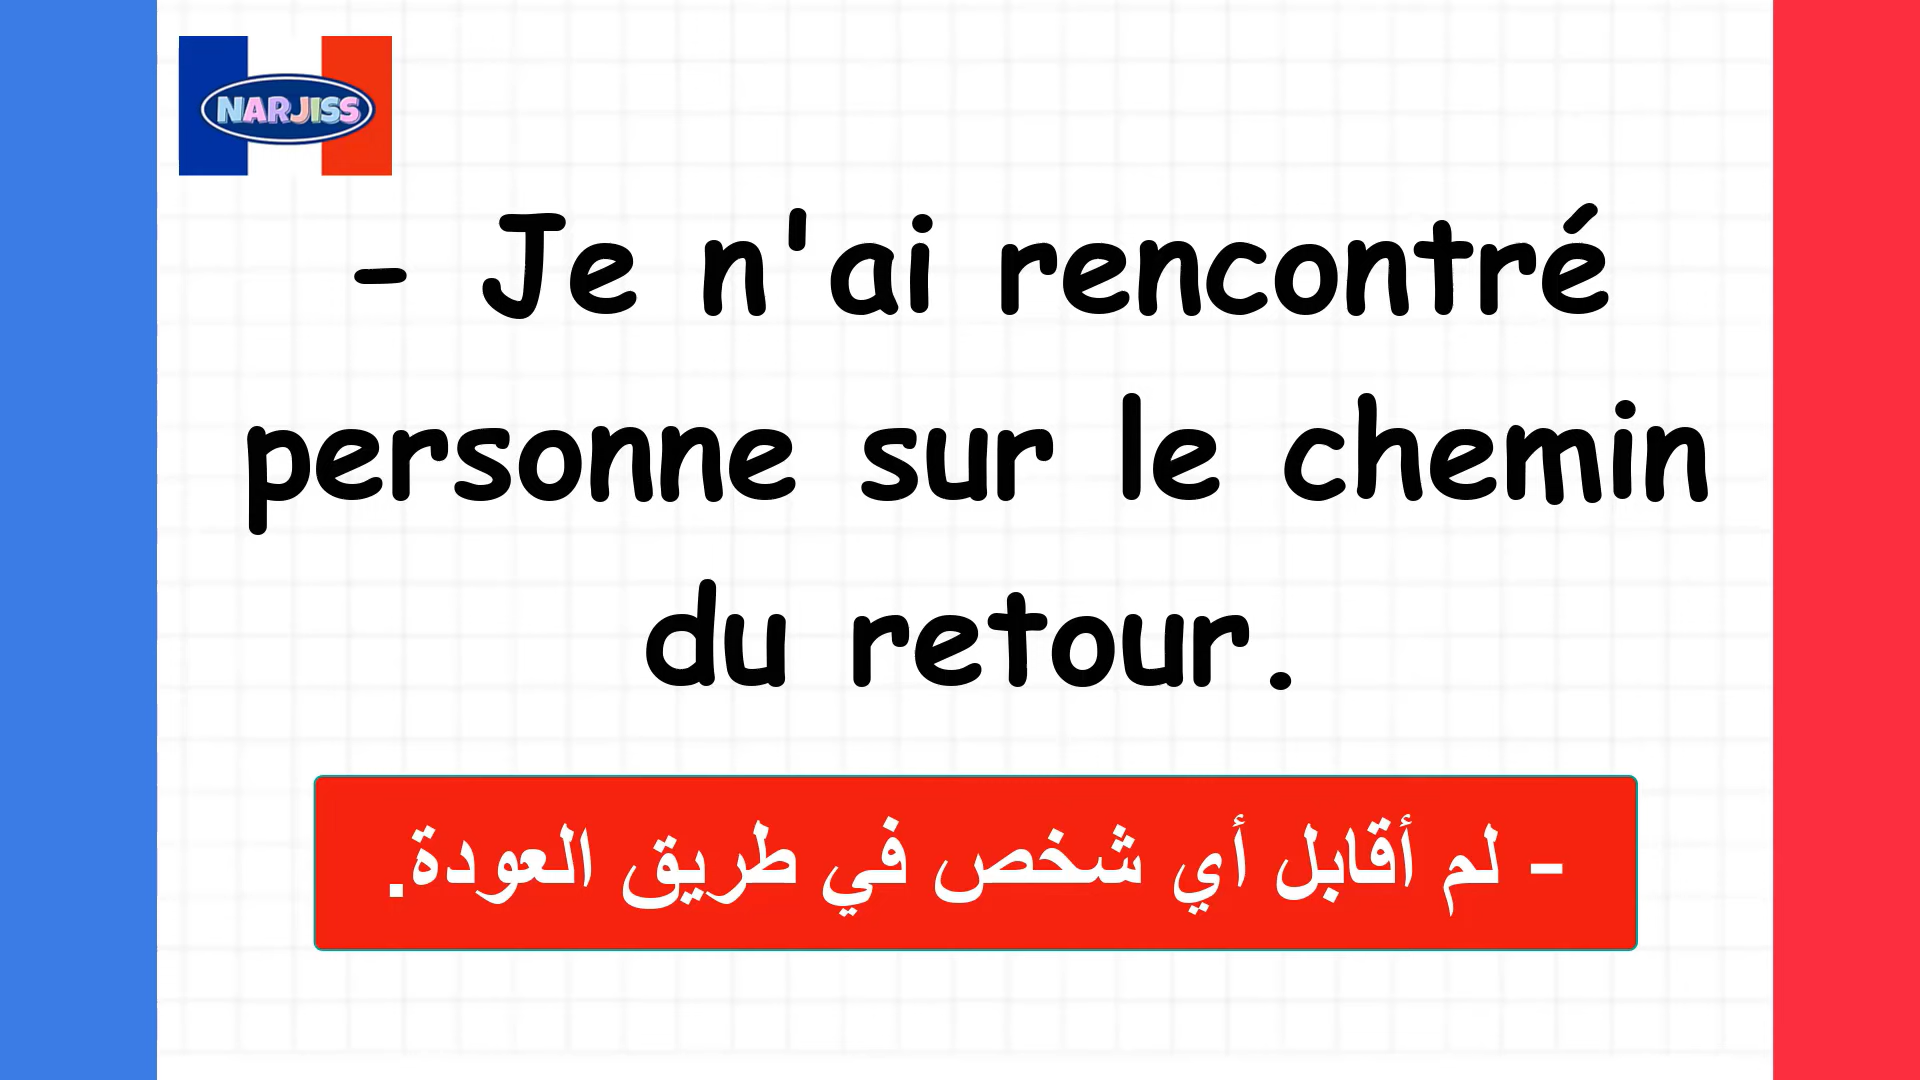 NARJISS
- Je n'ai rencontré
personne sur le chemin
du retour.
- لم أقابل أي شخص في طريق العودة.